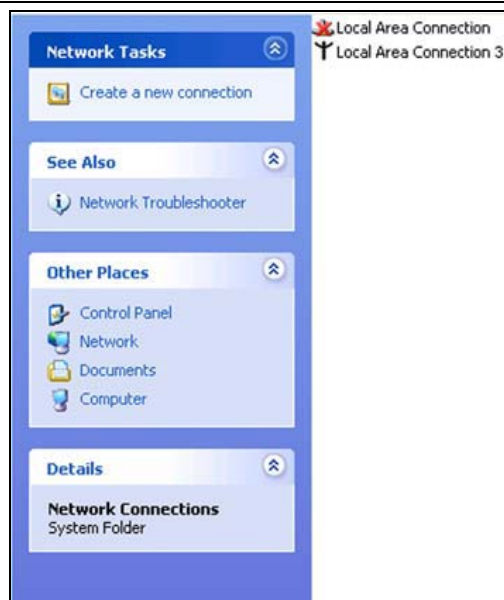 Network Tasks
Create a new connection
See Also
Network Troubleshooter
Other Places
Control Panel
Network
Documents
Computer
Details
Network Connections
System Folder
Local Area Connection
Local Area Connection 3